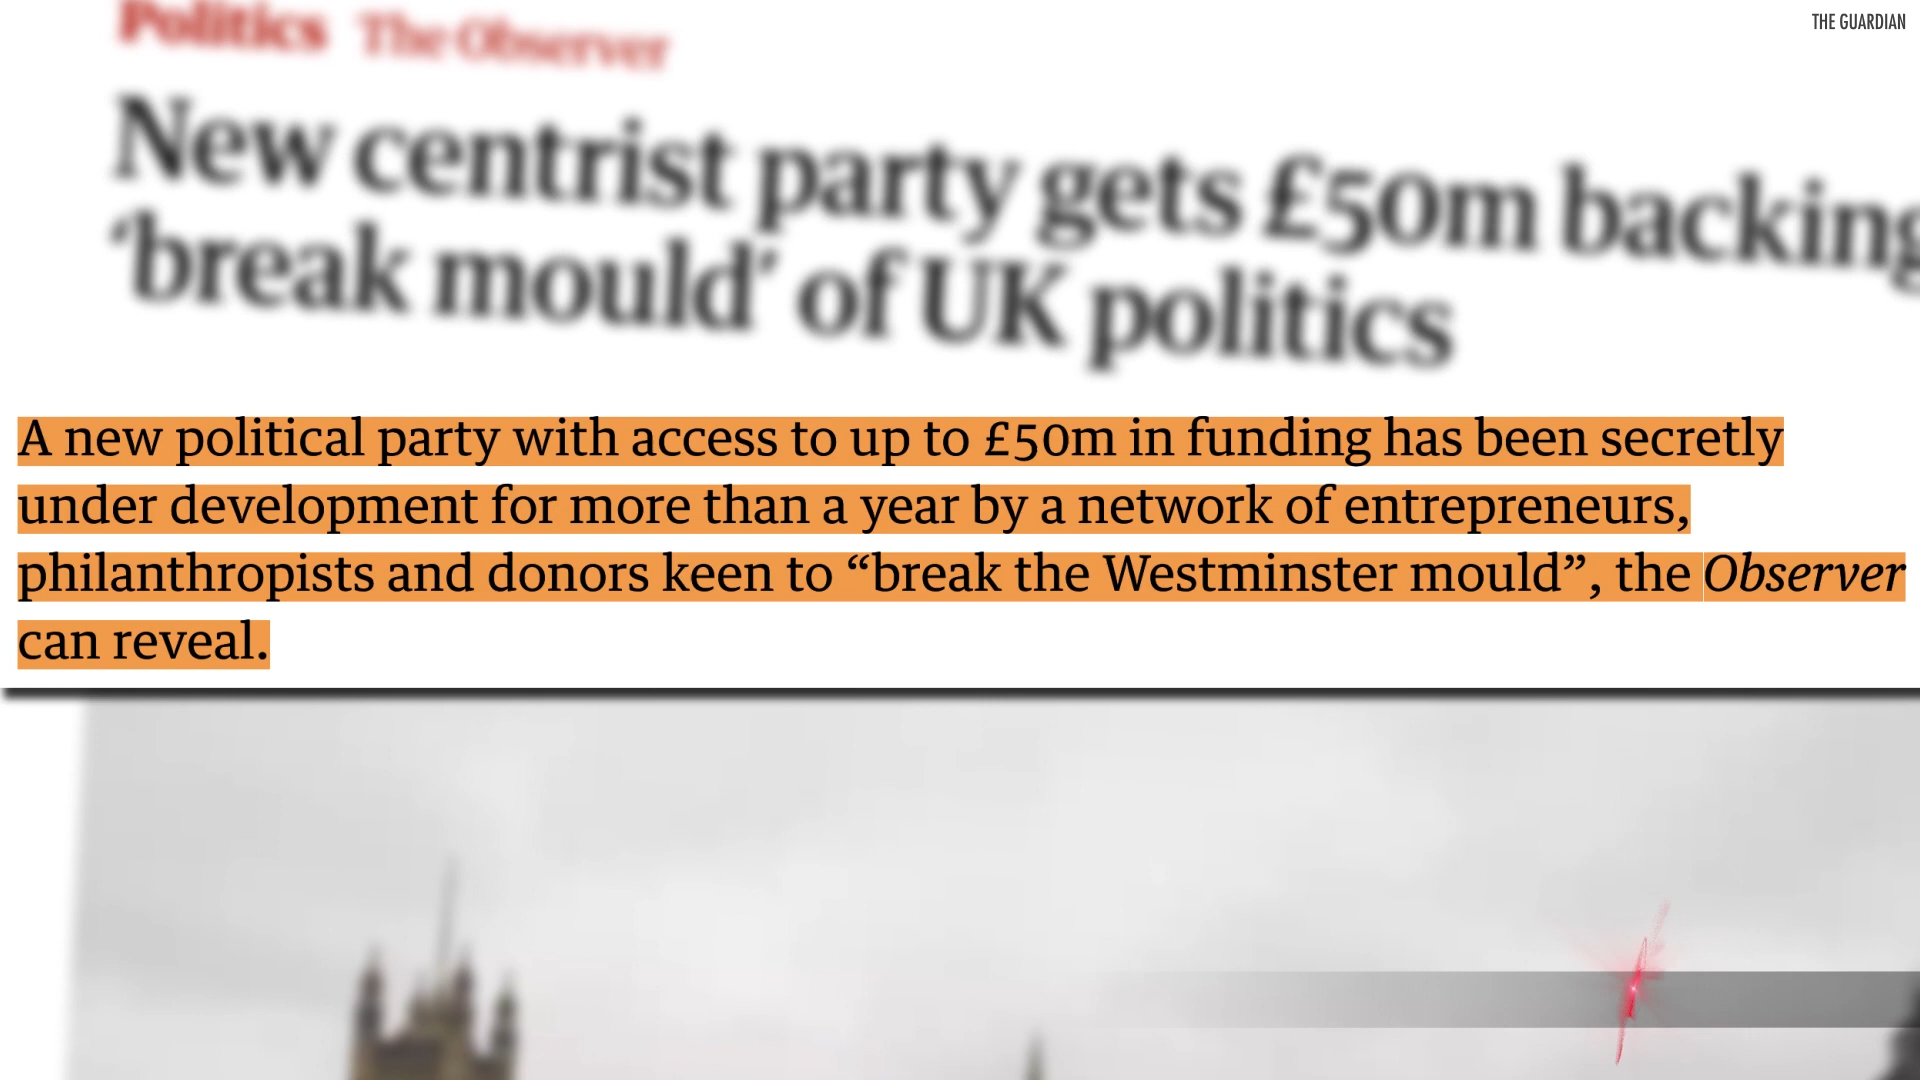 THE GUARDIAN
Politics The Observer
New centrist party gets £50m backing
‘break mould’ of UK politics
A new political party with access to up to £50m in funding has been secretly
under development for more than a year by a network of entrepreneurs,
philanthropists and donors keen to “break the Westminster mould”, the Observer
can reveal.